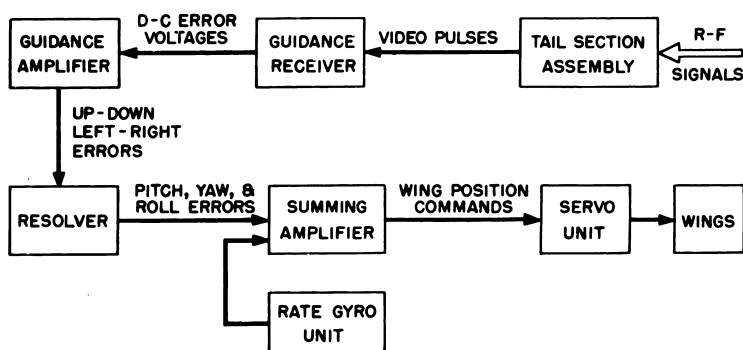 D-C ERROR
VOLTAGES
GUIDANCE
AMPLIFIER
GUIDANCE
RECEIVER
VIDEO PULSES
TAIL SECTION
ASSEMBLY
R-F
SIGNALS
UP-DOWN
LEFT-RIGHT
ERRORS
RESOLVER
PITCH, YAW, &
ROLL ERRORS
SUMMING
AMPLIFIER
WING POSITION
COMMANDS
SERVO
UNIT
WINGS
RATE GYRO
UNIT